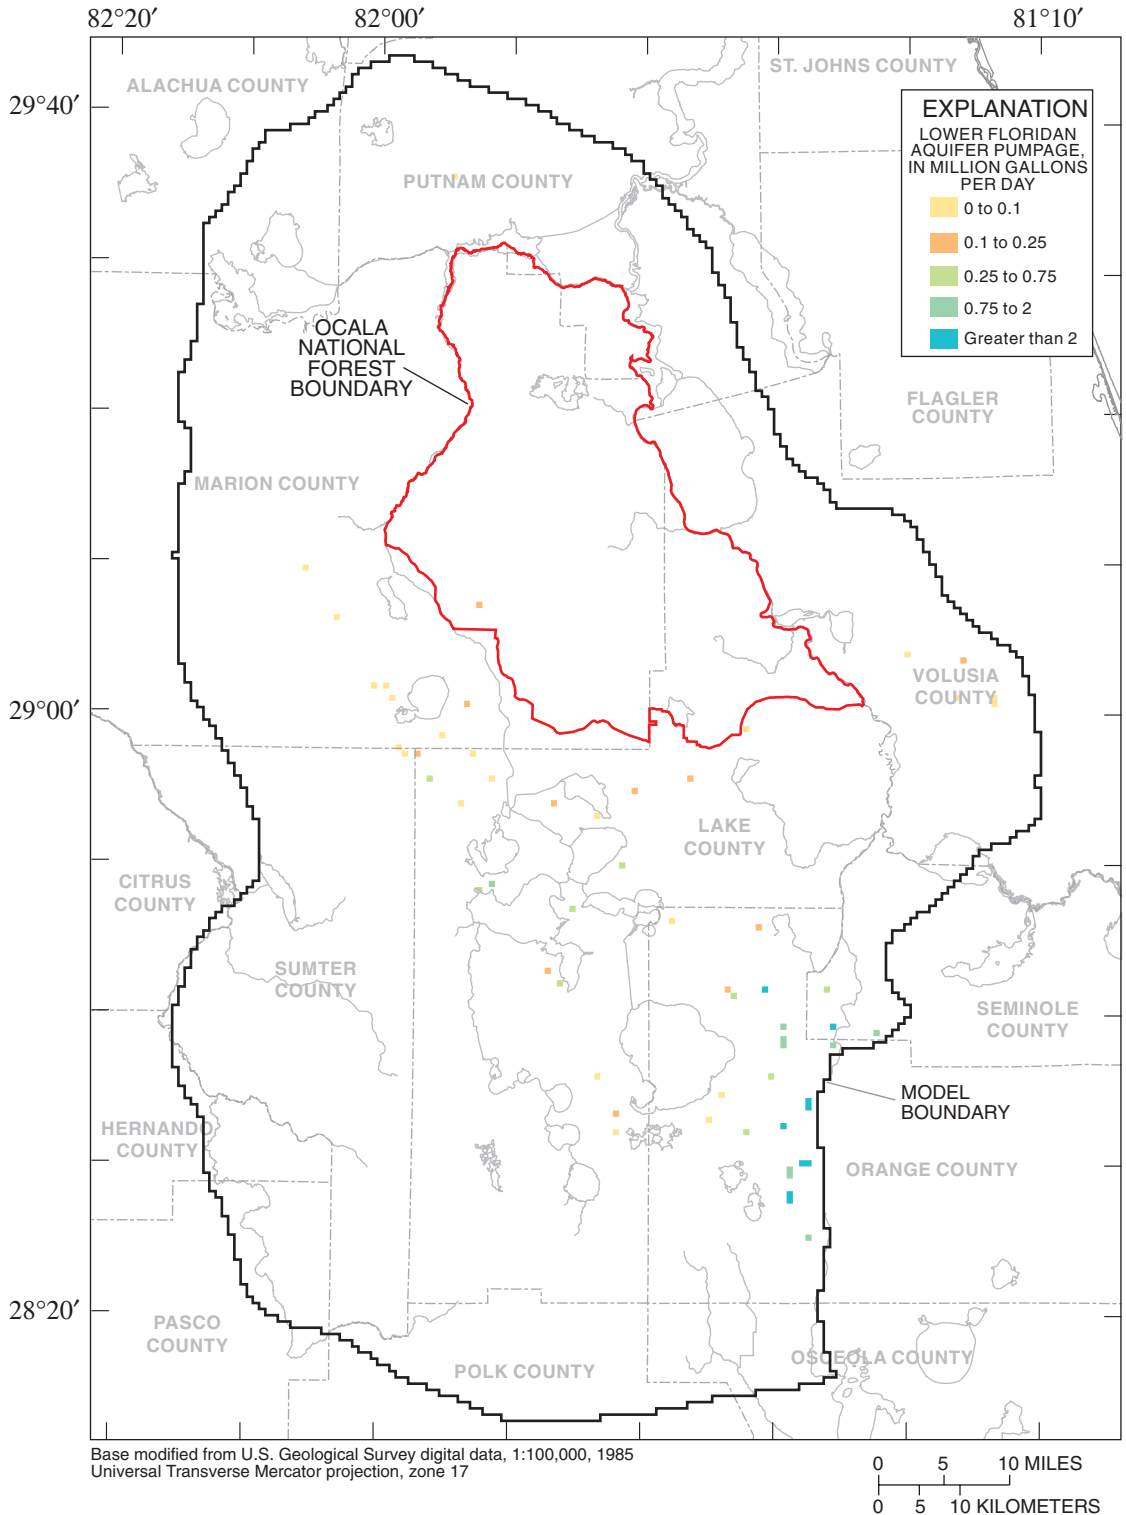 82°20′
82°00′
81°10′
ST. JOHNS COUNTY
ALACHUA COUNTY
29°40′
EXPLANATION
LOWER FLORIDAN
AQUIFER PUMPAGE,
IN MILLION GALLONS
PER DAY
0 to 0.1
0.1 to 0.25
0.25 to 0.75
0.75 to 2
Greater than 2
PUTNAM COUNTY
OCALA
NATIONAL
FOREST
BOUNDARY
FLAGLER
COUNTY
MARION COUNTY
VOLUSIA
COUNTY
29°00′
LAKE
COUNTY
CITRUS
COUNTY
SUMTER
COUNTY
SEMINOLE
COUNTY
MODEL
BOUNDARY
HERNANDO
COUNTY
ORANGE COUNTY
28°20′
PASCO
COUNTY
OSCEOLA COUNTY
POLK COUNTY
Base modified from U.S. Geological Survey digital data, 1:100,000, 1985
Universal Transverse Mercator projection, zone 17
0 5 10 MILES
0 5 10 KILOMETERS